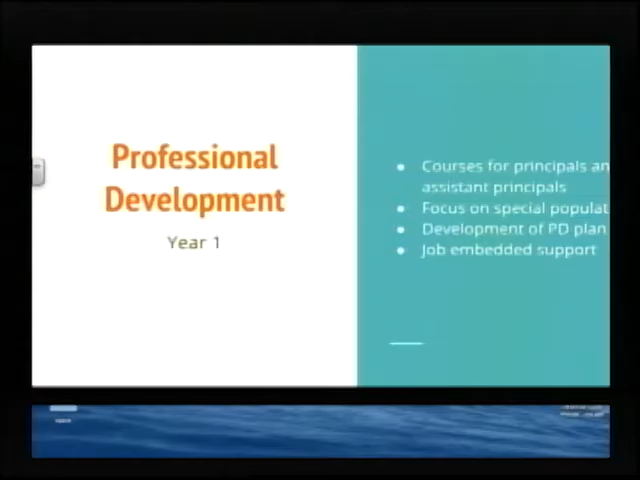 Professional
Development
Year 1
Courses for principals an
assistant principals
Focus on special populat
Development of PD plan
Job embedded support